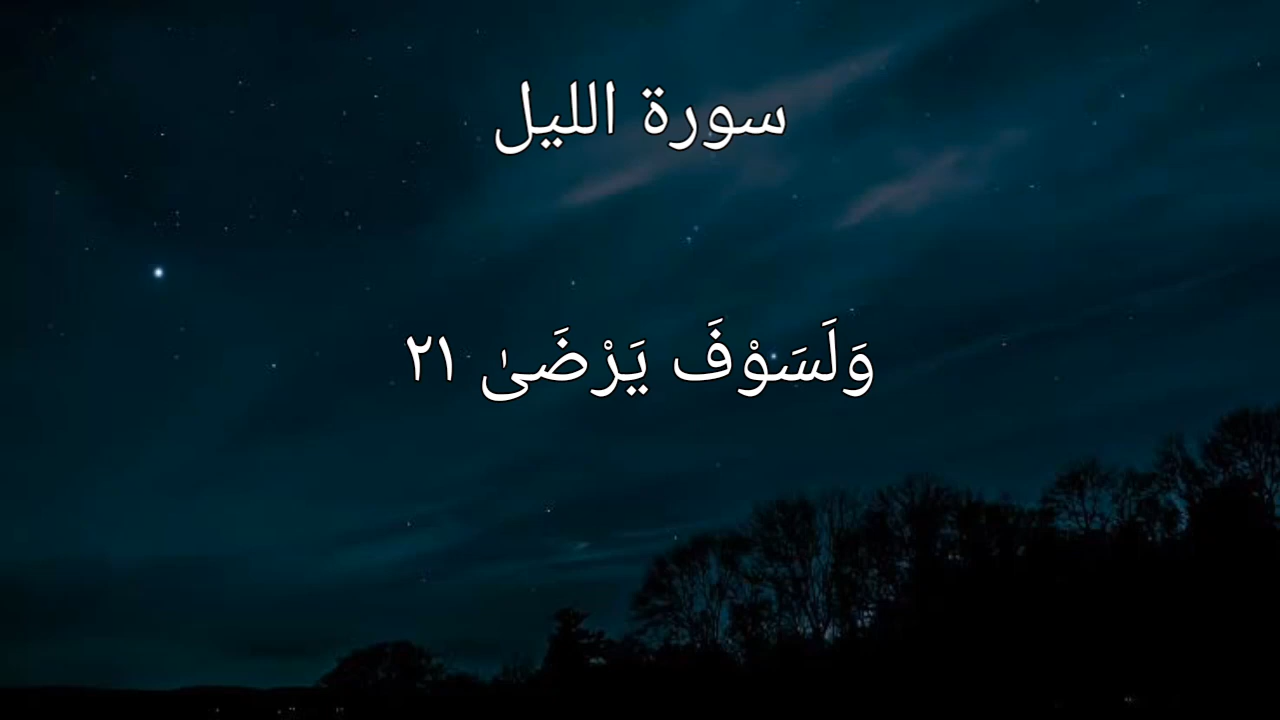 سورة الليل
وَلَسَوْفَ يَرْضَىٰ ٢١